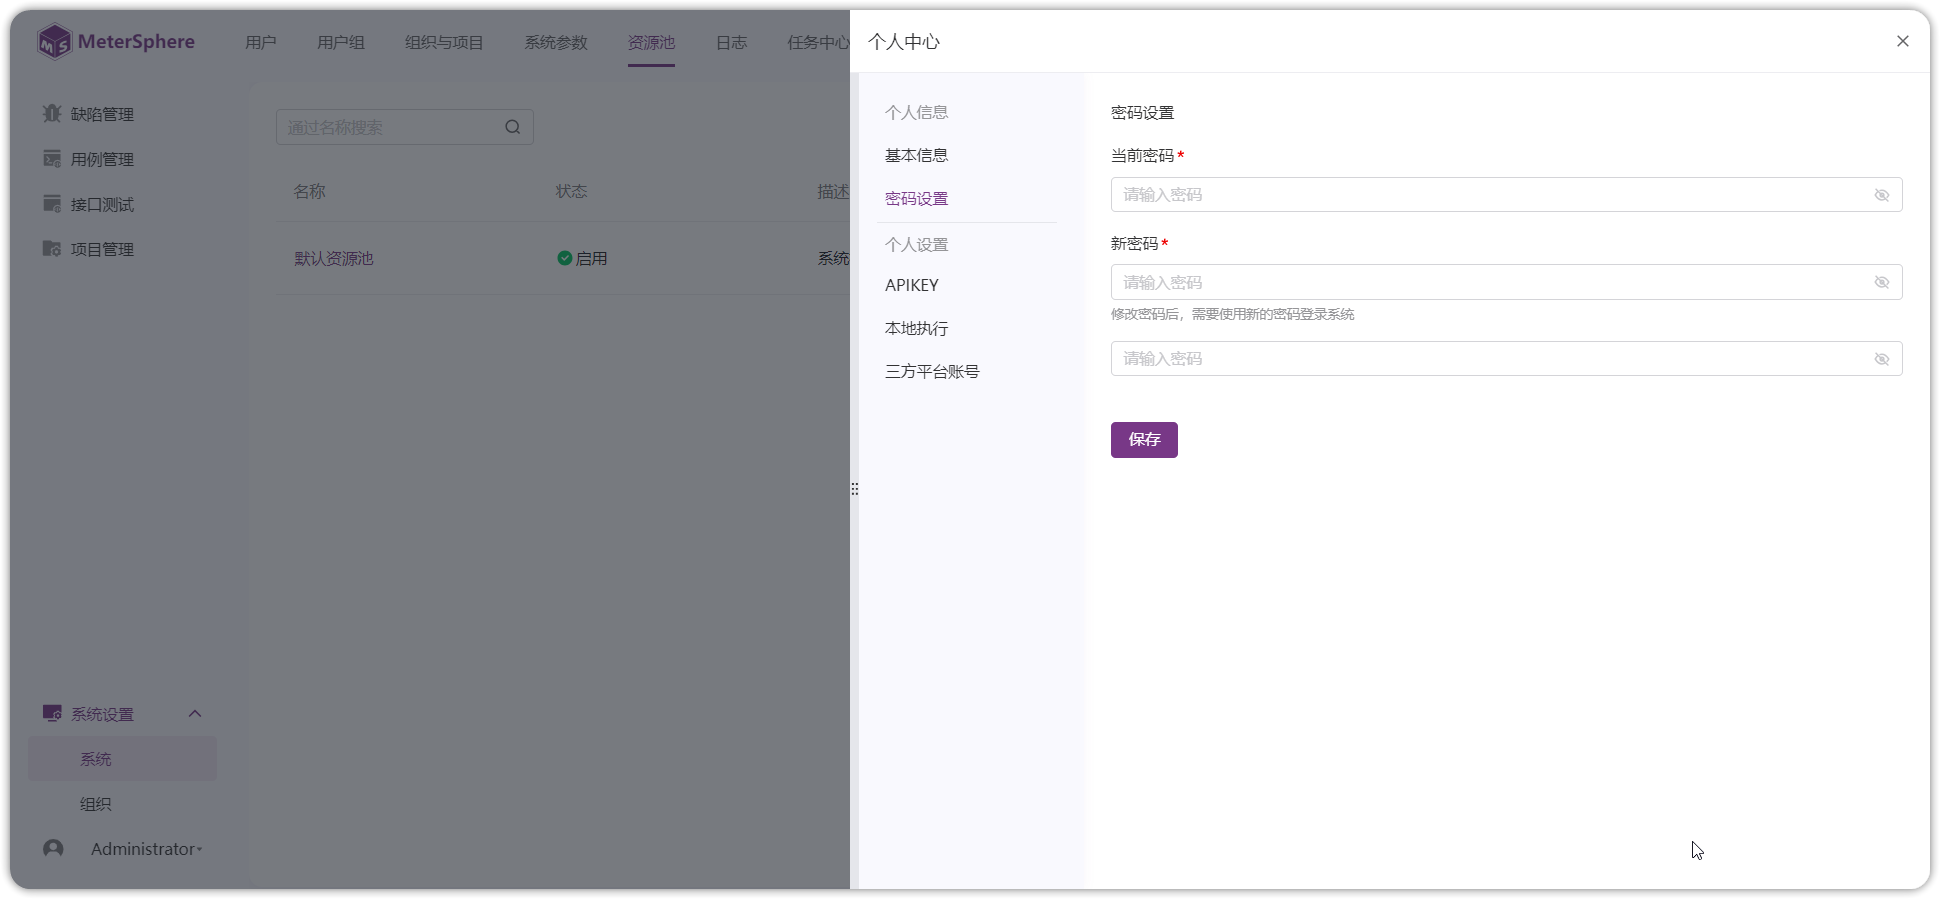 MeterSphere
用户
用户组
组织与项目
系统参数
资源池
日志
任务中心
缺陷管理
用例管理
接口测试
项目管理
通过名称搜索
名称
状态
描述
默认资源池
启用
系统
系统设置
系统
组织
Administrator
个人中心
个人信息
基本信息
密码设置
个人设置
APIKEY
本地执行
三方平台账号
密码设置
当前密码*
请输入密码
新密码*
请输入密码
修改密码后，需要使用新的密码登录系统
请输入密码
保存